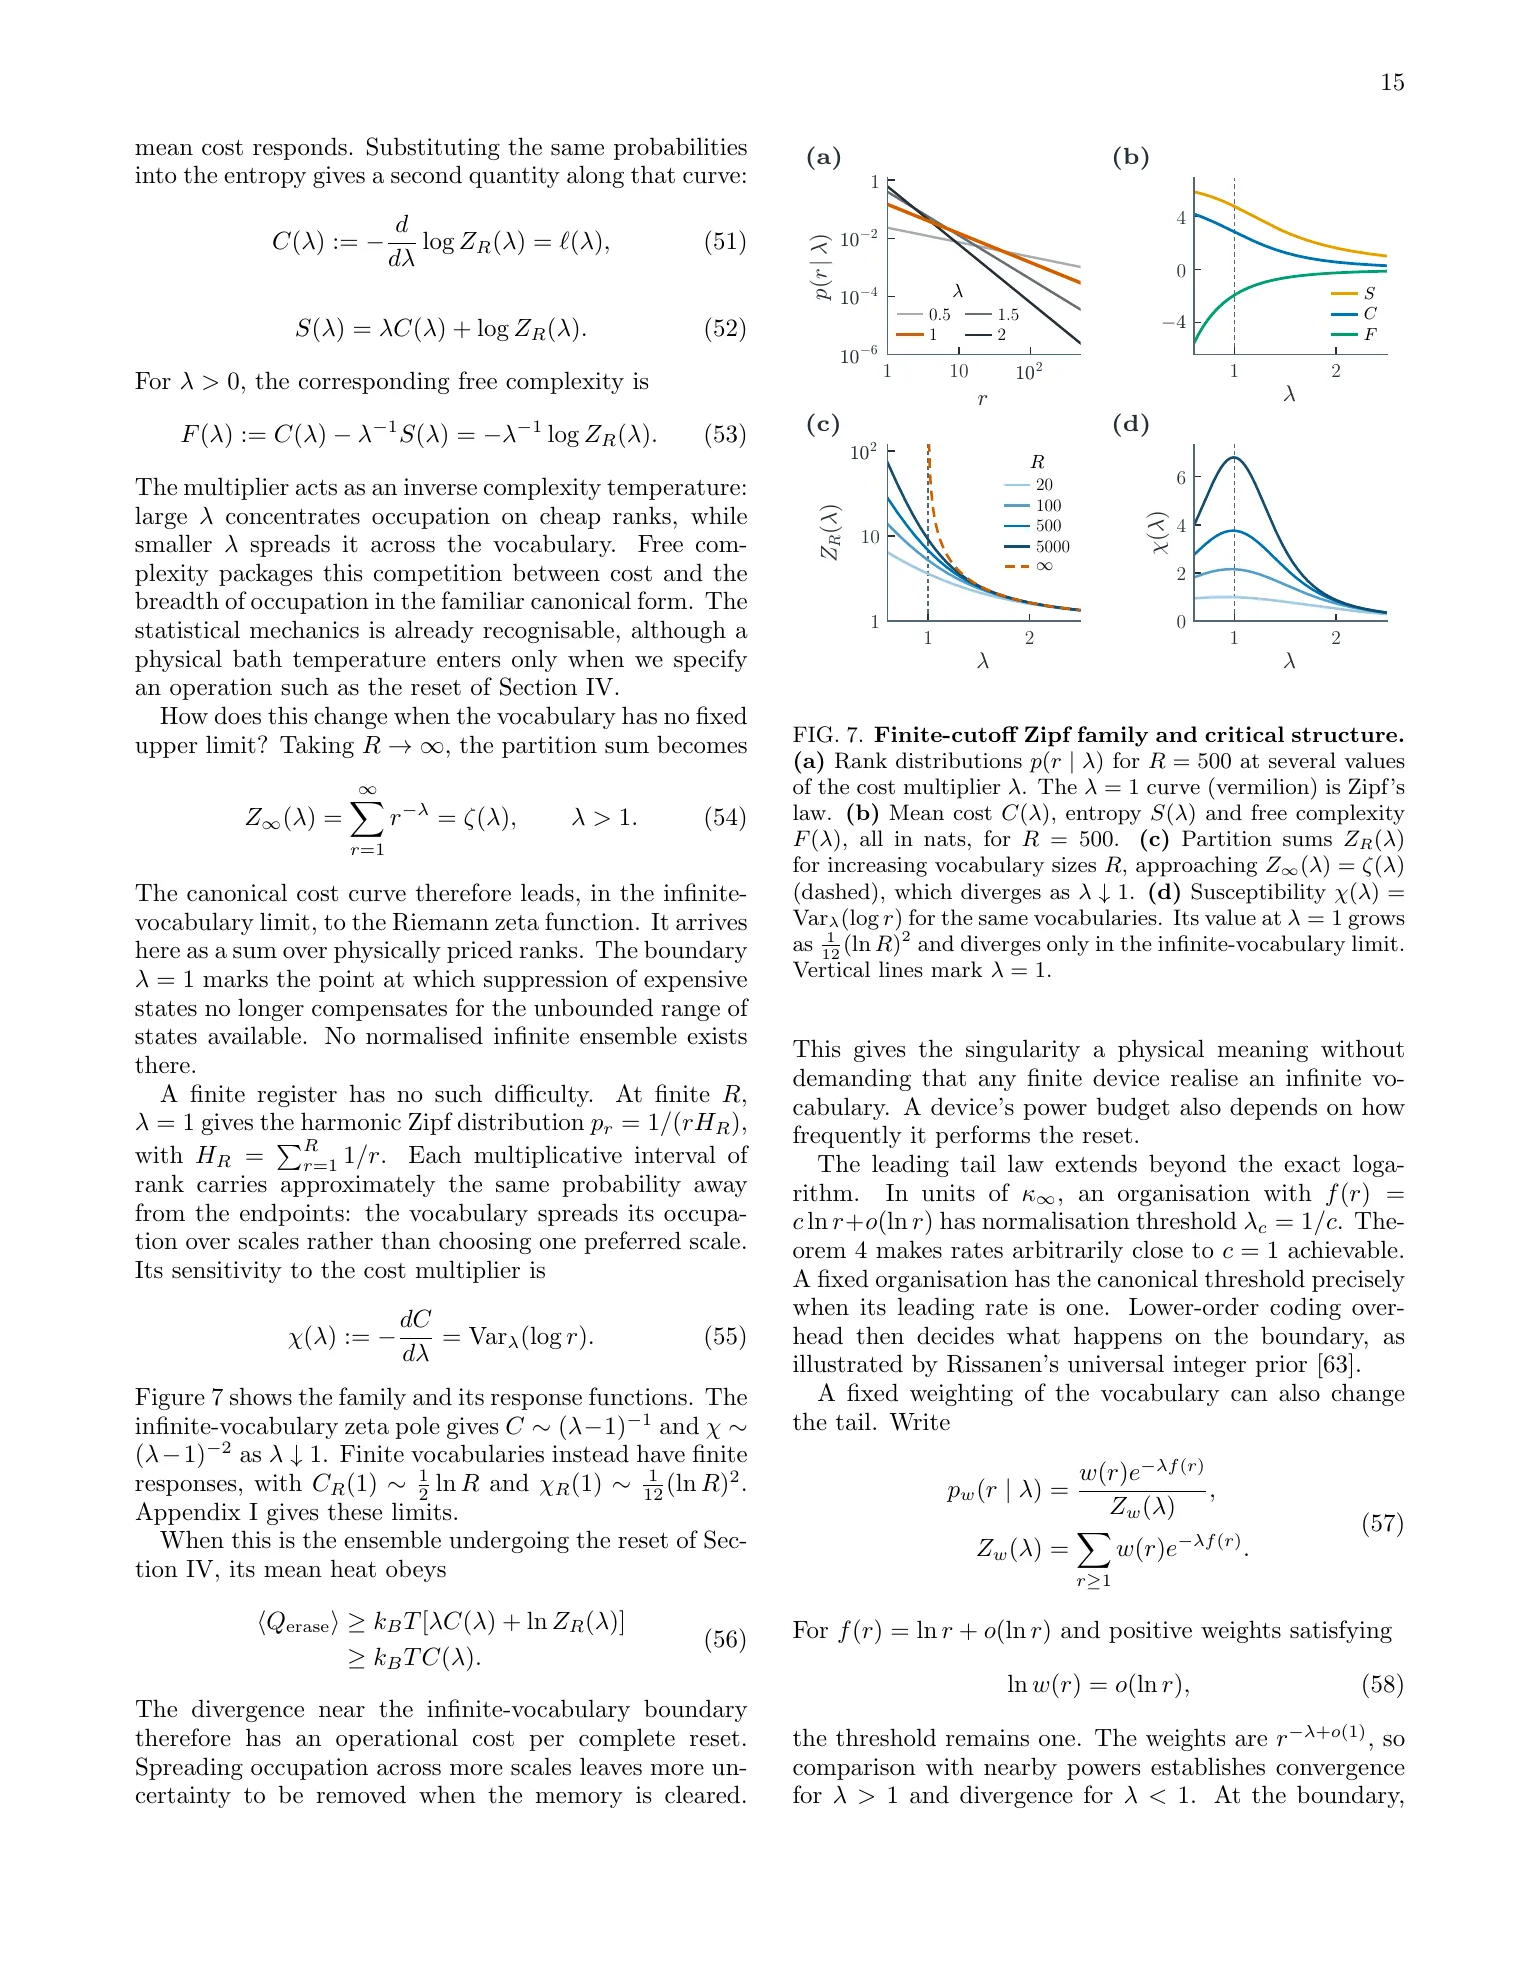 15
mean cost responds. Substituting the same probabilities
into the entropy gives a second quantity along that curve:
C(λ) := −d/dλ log Z_R(λ) = ℓ(λ), (51)
S(λ) = λC(λ) + log Z_R(λ). (52)
For λ > 0, the corresponding free complexity is
F(λ) := C(λ) − λ⁻¹S(λ) = −λ⁻¹ log Z_R(λ). (53)
The multiplier acts as an inverse complexity temperature:
large λ concentrates occupation on cheap ranks, while
smaller λ spreads it across the vocabulary. Free com-
plexity packages this competition between cost and the
breadth of occupation in the familiar canonical form. The
statistical mechanics is already recognisable, although a
physical bath temperature enters only when we specify
an operation such as the reset of Section IV.
How does this change when the vocabulary has no fixed
upper limit? Taking R → ∞, the partition sum becomes
Z_∞(λ) = ∑_{r=1}^{∞} r^{−λ} = ζ(λ), λ > 1. (54)
The canonical cost curve therefore leads, in the infinite-
vocabulary limit, to the Riemann zeta function. It arrives
here as a sum over physically priced ranks. The boundary
λ = 1 marks the point at which suppression of expensive
states no longer compensates for the unbounded range of
states available. No normalised infinite ensemble exists
there.
A finite register has no such difficulty. At finite R,
λ = 1 gives the harmonic Zipf distribution p_r = 1/(rH_R),
with H_R = ∑_{r=1}^{R} 1/r. Each multiplicative interval of
rank carries approximately the same probability away
from the endpoints: the vocabulary spreads its occupa-
tion over scales rather than choosing one preferred scale.
Its sensitivity to the cost multiplier is
χ(λ) := −dC/dλ = Var_λ(log r). (55)
Figure 7 shows the family and its response functions. The
infinite-vocabulary zeta pole gives C ∼ (λ−1)⁻¹ and χ ∼
(λ−1)⁻² as λ ↓ 1. Finite vocabularies instead have finite
responses, with C_R(1) ∼ 1/2 ln R and χ_R(1) ∼ 1/12 (ln R)².
Appendix I gives these limits.
When this is the ensemble undergoing the reset of Sec-
tion IV, its mean heat obeys
⟨Q_erase⟩ ≥ k_B T[λC(λ) + ln Z_R(λ)]
≥ k_B TC(λ). (56)
The divergence near the infinite-vocabulary boundary
therefore has an operational cost per complete reset.
Spreading occupation across more scales leaves more un-
certainty to be removed when the memory is cleared.
(a)
p(r | λ)
1
10⁻²
10⁻⁴
10⁻⁶
λ
0.5 1.5
1 2
1 10 10²
r
(b)
4
0
−4
S
C
F
1 2
λ
(c)
Z_R(λ)
10²
10
1
R
20
100
500
5000
∞
1 2
λ
(d)
χ(λ)
6
4
2
0
1 2
λ
FIG. 7. Finite-cutoff Zipf family and critical structure.
(a) Rank distributions p(r | λ) for R = 500 at several values
of the cost multiplier λ. The λ = 1 curve (vermilion) is Zipf's
law. (b) Mean cost C(λ), entropy S(λ) and free complexity
F(λ), all in nats, for R = 500. (c) Partition sums Z_R(λ)
for increasing vocabulary sizes R, approaching Z_∞(λ) = ζ(λ)
(dashed), which diverges as λ ↓ 1. (d) Susceptibility χ(λ) =
Var_λ(log r) for the same vocabularies. Its value at λ = 1 grows
as 1/12 (ln R)² and diverges only in the infinite-vocabulary limit.
Vertical lines mark λ = 1.
This gives the singularity a physical meaning without
demanding that any finite device realise an infinite vo-
cabulary. A device's power budget also depends on how
frequently it performs the reset.
The leading tail law extends beyond the exact loga-
rithm. In units of κ_∞, an organisation with f(r) =
c ln r+o(ln r) has normalisation threshold λ_c = 1/c. The-
orem 4 makes rates arbitrarily close to c = 1 achievable.
A fixed organisation has the canonical threshold precisely
when its leading rate is one. Lower-order coding over-
head then decides what happens on the boundary, as
illustrated by Rissanen's universal integer prior [63].
A fixed weighting of the vocabulary can also change
the tail. Write
p_w(r | λ) = w(r)e^{−λf(r)}/Z_w(λ),
Z_w(λ) = ∑_{r≥1} w(r)e^{−λf(r)}. (57)
For f(r) = ln r + o(ln r) and positive weights satisfying
ln w(r) = o(ln r), (58)
the threshold remains one. The weights are r^{−λ+o(1)}, so
comparison with nearby powers establishes convergence
for λ > 1 and divergence for λ < 1. At the boundary,